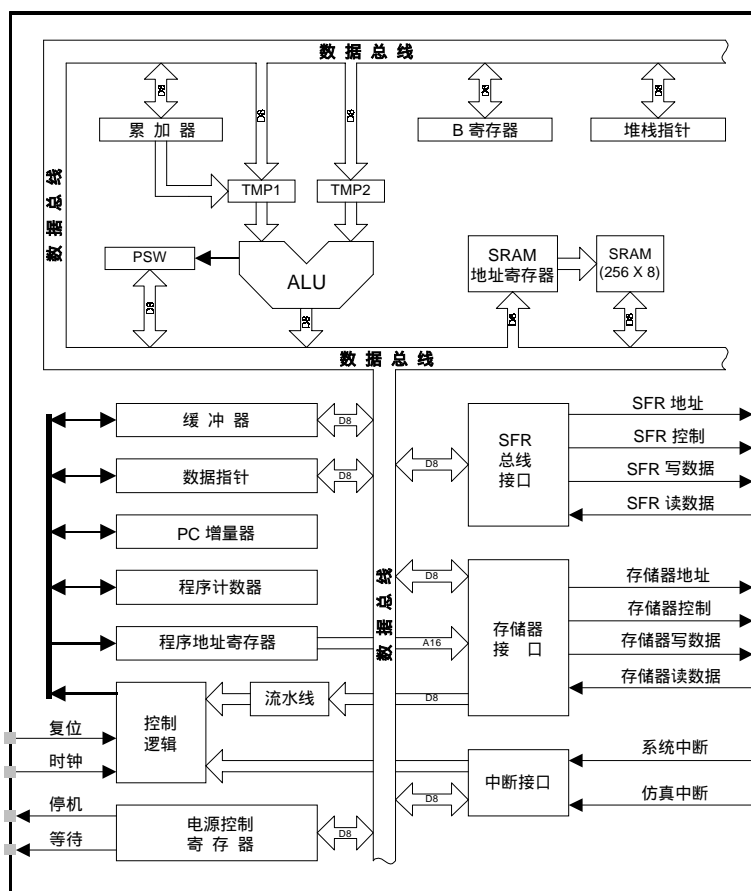 数据总线
D8
D8
D8
D8
D8
累加器
B 寄存器
堆栈指针
数据总线
TMP1
TMP2
PSW
ALU
SRAM
地址寄存器
SRAM
(256 X 8)
D8
D8
D8
D8
数据总线
缓冲器
D8
数据指针
D8
PC 增量器
程序计数器
程序地址寄存器
A16
数据总线
SFR
总线
接口
D8
SFR 地址
SFR 控制
SFR 写数据
SFR 读数据
D8
存储器
接口
存储器地址
存储器控制
存储器写数据
存储器读数据
控制
逻辑
流水线
D8
复位
时钟
停机
等待
电源控制
寄存器
D8
中断接口
D8
系统中断
仿真中断